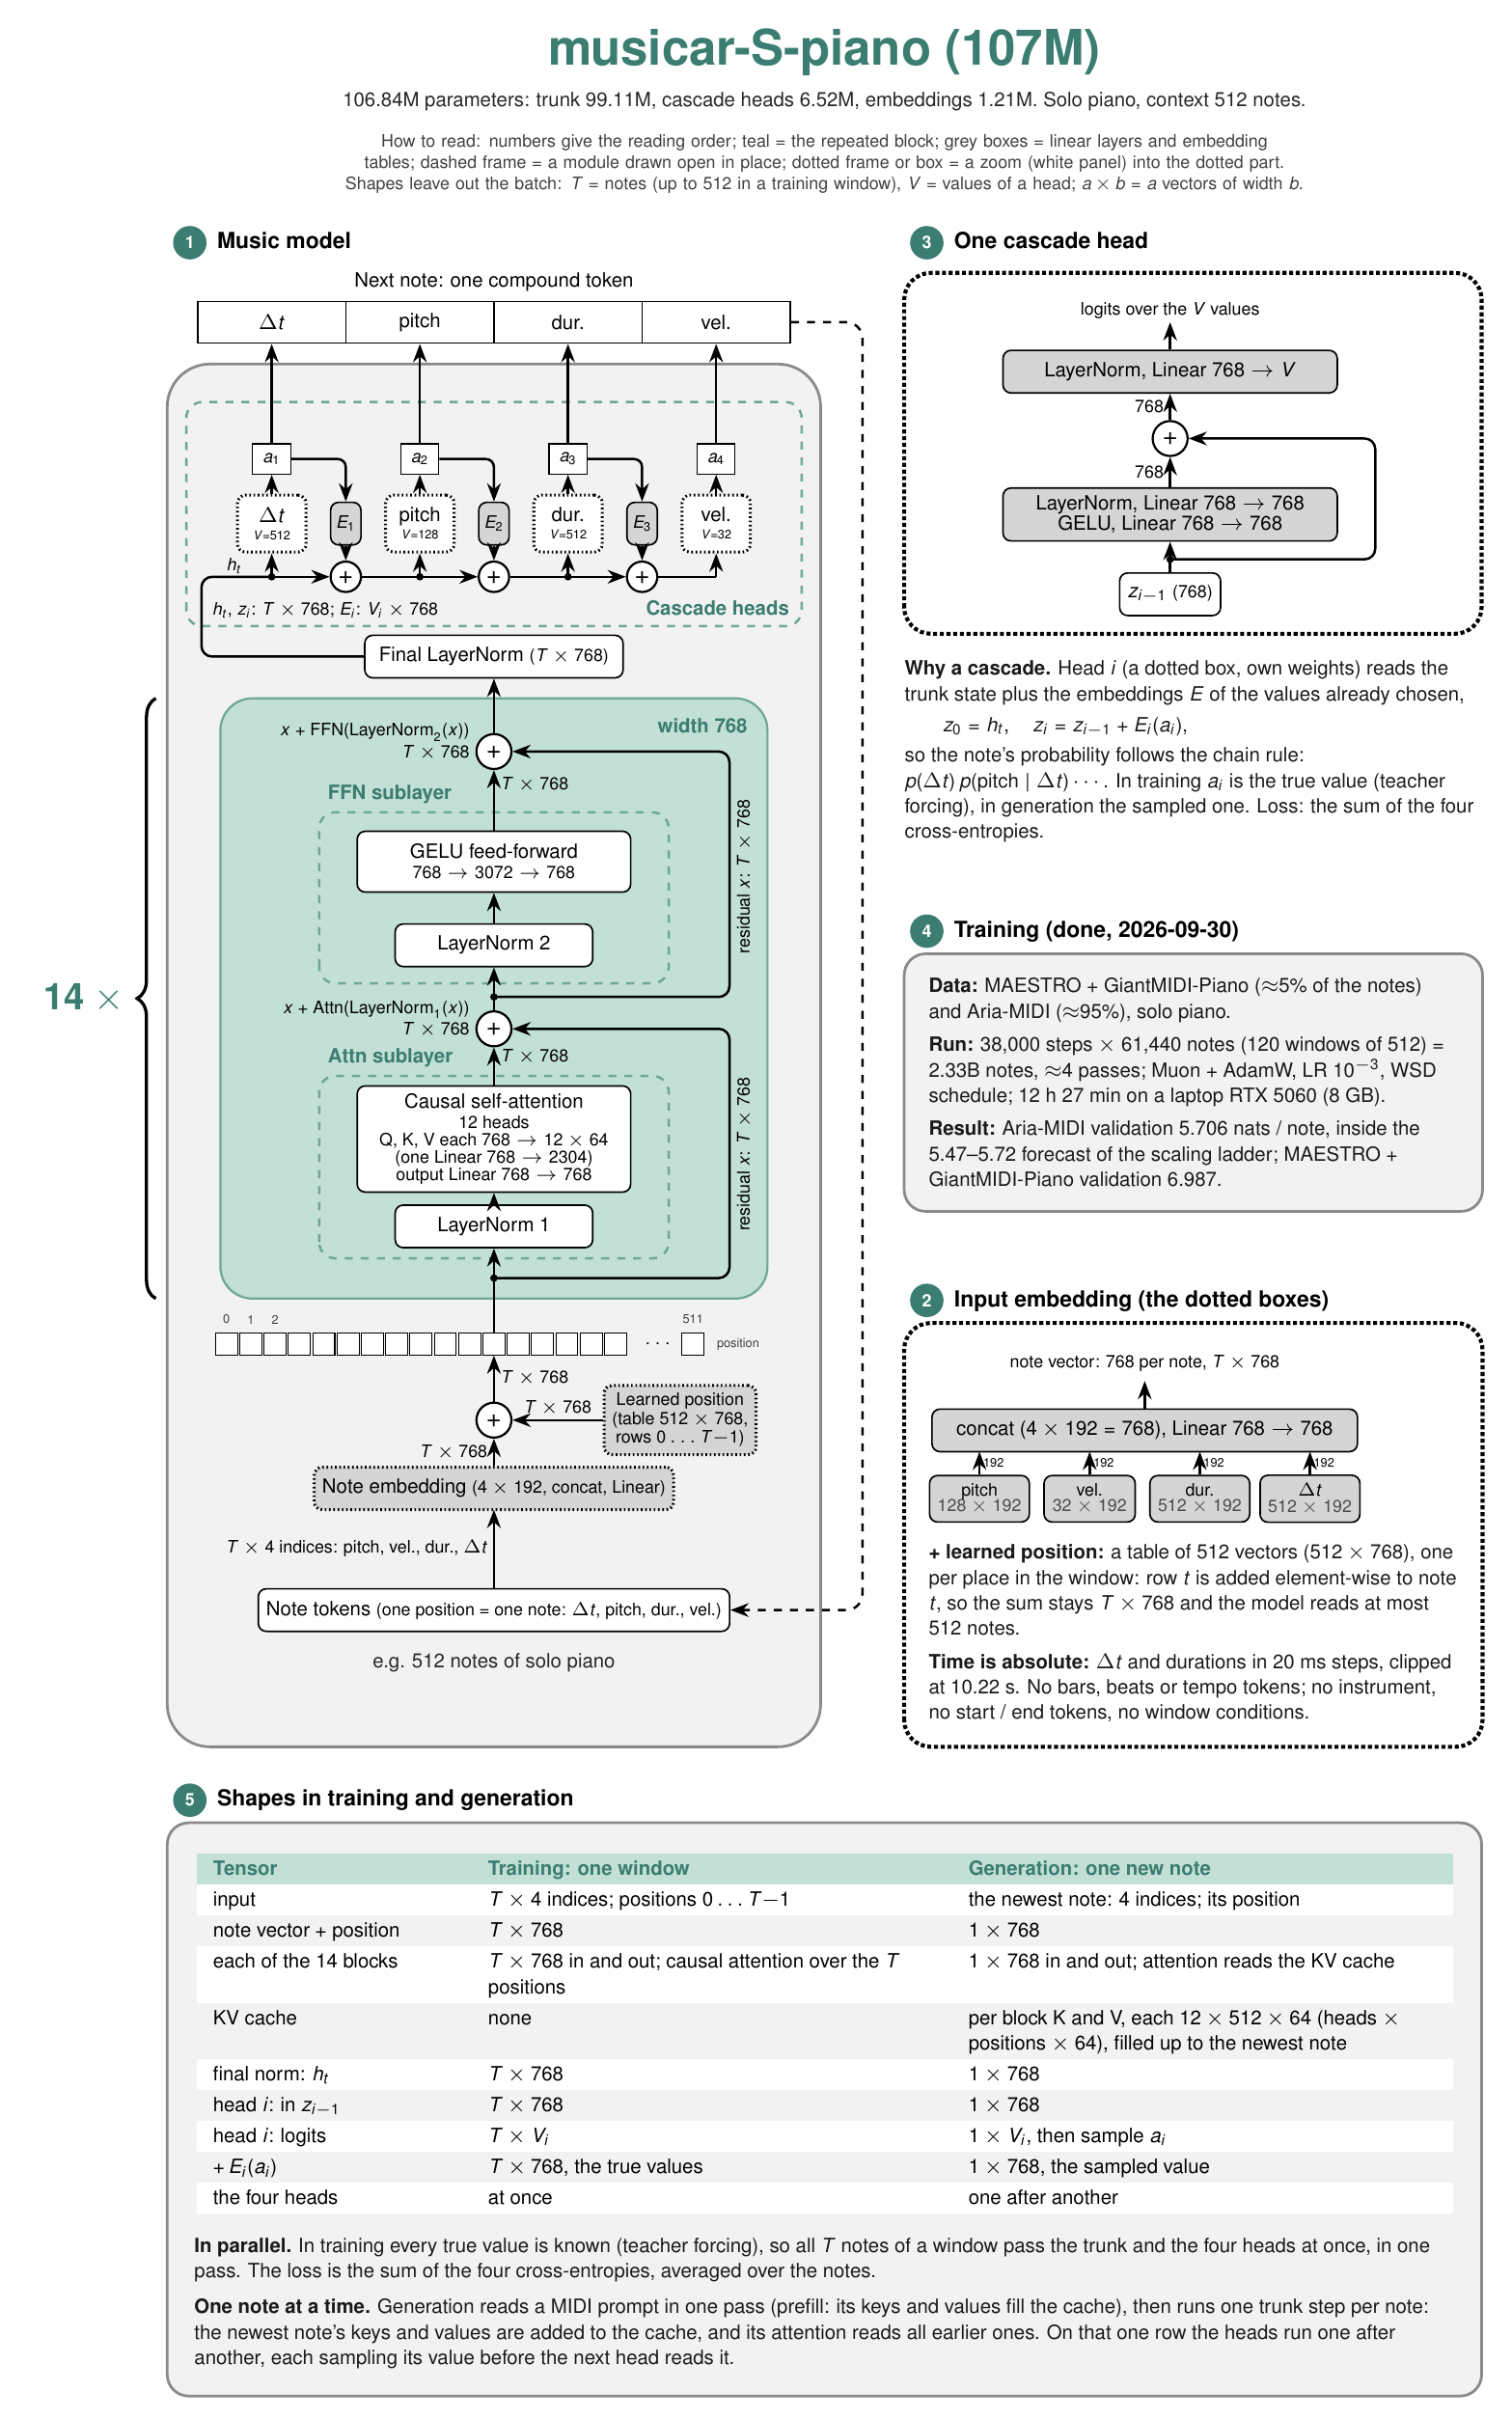 musicar-S-piano (107M)
106.84M parameters: trunk 99.11M, cascade heads 6.52M, embeddings 1.21M. Solo piano, context 512 notes.
How to read: numbers give the reading order; teal = the repeated block; grey boxes = linear layers and embedding
tables; dashed frame = a module drawn open in place; dotted frame or box = a zoom (white panel) into the dotted part.
Shapes leave out the batch: T = notes (up to 512 in a training window), V = values of a head; a × b = a vectors of width b.
1 Music model
Next note: one compound token
Δt pitch dur. vel.
a₁ a₂ a₃ a₄
Δt V=512 E₁ pitch V=128 E₂ dur. V=512 E₃ vel. V=32
hₜ + + +
hₜ, zᵢ: T × 768; Eᵢ: Vᵢ × 768
Cascade heads
Final LayerNorm (T × 768)
width 768
x + FFN(LayerNorm₂(x))
T × 768
+
T × 768
FFN sublayer
GELU feed-forward
768 → 3072 → 768
LayerNorm 2
residual x: T × 768
14 ×
x + Attn(LayerNorm₁(x))
T × 768
+
T × 768
Attn sublayer
Causal self-attention
12 heads
Q, K, V each 768 → 12 × 64
(one Linear 768 → 2304)
output Linear 768 → 768
LayerNorm 1
residual x: T × 768
0 1 2 511
· · · position
T × 768
+
T × 768
Learned position
(table 512 × 768,
rows 0 . . . T−1)
T × 768
Note embedding (4 × 192, concat, Linear)
T × 4 indices: pitch, vel., dur., Δt
Note tokens (one position = one note: Δt, pitch, dur., vel.)
e.g. 512 notes of solo piano
3 One cascade head
logits over the V values
LayerNorm, Linear 768 → V
768
+
768
LayerNorm, Linear 768 → 768
GELU, Linear 768 → 768
zᵢ₋₁ (768)
Why a cascade. Head i (a dotted box, own weights) reads the
trunk state plus the embeddings E of the values already chosen,
z₀ = hₜ, zᵢ = zᵢ₋₁ + Eᵢ(aᵢ),
so the note's probability follows the chain rule:
p(Δt) p(pitch | Δt) · · · . In training aᵢ is the true value (teacher
forcing), in generation the sampled one. Loss: the sum of the four
cross-entropies.
4 Training (done, 2026-09-30)
Data: MAESTRO + GiantMIDI-Piano (≈5% of the notes)
and Aria-MIDI (≈95%), solo piano.
Run: 38,000 steps × 61,440 notes (120 windows of 512) =
2.33B notes, ≈4 passes; Muon + AdamW, LR 10⁻³, WSD
schedule; 12 h 27 min on a laptop RTX 5060 (8 GB).
Result: Aria-MIDI validation 5.706 nats / note, inside the
5.47–5.72 forecast of the scaling ladder; MAESTRO +
GiantMIDI-Piano validation 6.987.
2 Input embedding (the dotted boxes)
note vector: 768 per note, T × 768
concat (4 × 192 = 768), Linear 768 → 768
192 192 192 192
pitch vel. dur. Δt
128 × 192 32 × 192 512 × 192 512 × 192
+ learned position: a table of 512 vectors (512 × 768), one
per place in the window: row t is added element-wise to note
t, so the sum stays T × 768 and the model reads at most
512 notes.
Time is absolute: Δt and durations in 20 ms steps, clipped
at 10.22 s. No bars, beats or tempo tokens; no instrument,
no start / end tokens, no window conditions.
5 Shapes in training and generation
Tensor Training: one window Generation: one new note
input T × 4 indices; positions 0 . . . T−1 the newest note: 4 indices; its position
note vector + position T × 768 1 × 768
each of the 14 blocks T × 768 in and out; causal attention over the T 1 × 768 in and out; attention reads the KV cache
positions
KV cache none per block K and V, each 12 × 512 × 64 (heads ×
positions × 64), filled up to the newest note
final norm: hₜ T × 768 1 × 768
head i: in zᵢ₋₁ T × 768 1 × 768
head i: logits T × Vᵢ 1 × Vᵢ, then sample aᵢ
+ Eᵢ(aᵢ) T × 768, the true values 1 × 768, the sampled value
the four heads at once one after another
In parallel. In training every true value is known (teacher forcing), so all T notes of a window pass the trunk and the four heads at once, in one
pass. The loss is the sum of the four cross-entropies, averaged over the notes.
One note at a time. Generation reads a MIDI prompt in one pass (prefill: its keys and values fill the cache), then runs one trunk step per note:
the newest note's keys and values are added to the cache, and its attention reads all earlier ones. On that one row the heads run one after
another, each sampling its value before the next head reads it.